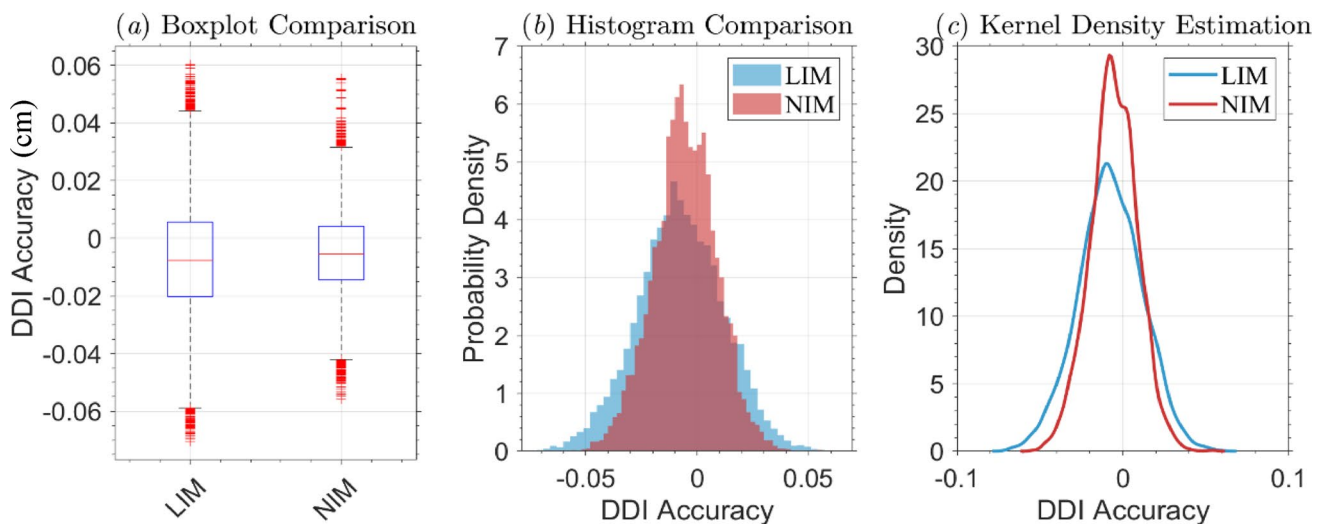 (a) Boxplot Comparison
DDI Accuracy (cm)
0.06
0.04
0.02
0
-0.02
-0.04
-0.06
LIM
NIM
(b) Histogram Comparison
Probability Density
7
6
5
4
3
2
1
0
-0.05
0
0.05
DDI Accuracy
LIM
NIM
(c) Kernel Density Estimation
Density
30
25
20
15
10
5
0
-0.1
0
0.1
DDI Accuracy
LIM
NIM